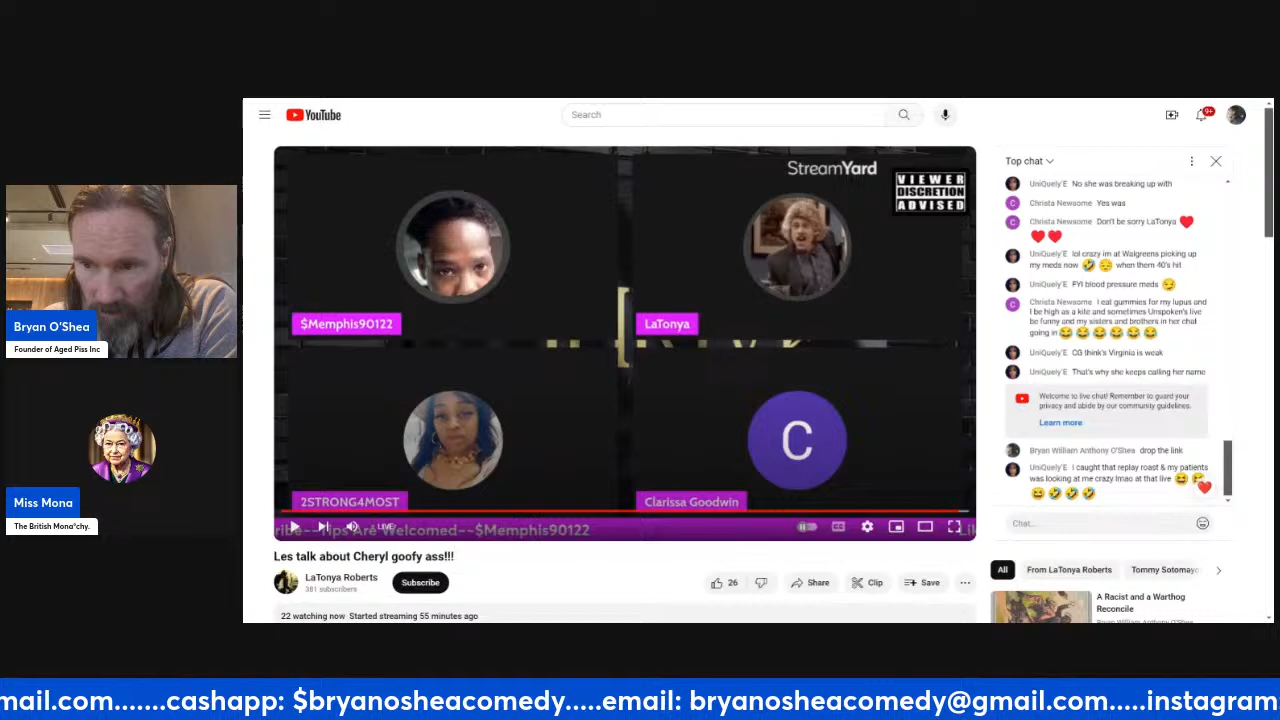 YouTube
Search
9+
StreamYard
VIEWER
DISCRETION
ADVISED
$Memphis90122
LaTonya
2STRONG4MOST
C
Clarissa Goodwin
LIVE
Tips Are Welcomed~~$Memphis90122
Les talk about Cheryl goofy ass!!!
LaTonya Roberts
381 subscribers
Subscribe
26
Share
Clip
Save
22 watching now Started streaming 55 minutes ago
Top chat
UniQuely'E No she was breaking up with
C
Christa Newsome Yes was
C
Christa Newsome Don't be sorry LaTonya ❤️
❤️❤️
UniQuely'E lol crazy im at Walgreens picking up
my meds now 🤣 😔 when them 40's hit
UniQuely'E FYI blood pressure meds 😏
C
Christa Newsome I eat gummies for my lupus and
I be high as a kite and sometimes Unspoken's live
be funny and my sisters and brothers in her chat
going in 😂 😂 😂 😂 😂 😂
UniQuely'E CG think's Virginia is weak
UniQuely'E That's why she keeps calling her name
Welcome to live chat! Remember to guard your
privacy and abide by our community guidelines.
Learn more
Bryan William Anthony O'Shea drop the link
UniQuely'E I caught that replay roast & my patients
was looking at me crazy lmao at that live 😆
😆 🤣 🤣 🤣
Chat...
All
From LaTonya Roberts
Tommy Sotomayo
A Racist and a Warthog
Reconcile
Bryan William Anthony O'Shea
Bryan O'Shea
Founder of Aged Piss Inc
Miss Mona
The British Mona*chy.
mail.com.......cashapp: $bryanosheacomedy.....email: bryanosheacomedy@gmail.com.....instagram